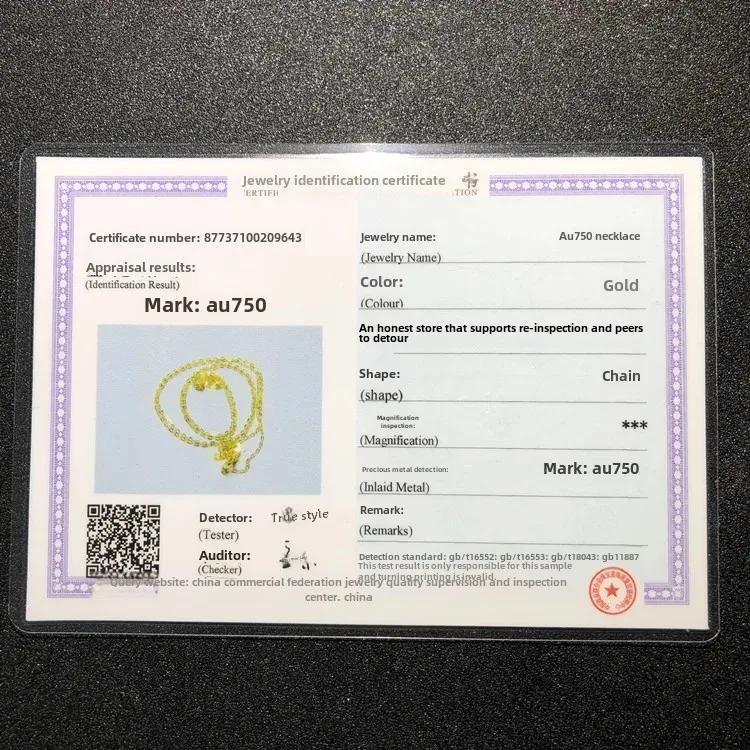 Jewelry identification certificate 书
ERTIFI TION
Certificate number: 87737100209643
Appraisal results:
(Identification Result)
Mark: au750
Detector: True style
(Tester)
Auditor:
(Checker)
Jewelry name: Au750 necklace
(Jewelry Name)
Color: Gold
(Colour)
An honest store that supports re-inspection and peers
to detour
Shape: Chain
(shape)
Magnification
inspection: ***
(Magnification)
Precious metal detection: Mark: au750
(Inlaid Metal)
Remark:
(Remarks)
Detection standard: gb/t16552: gb/t16553: gb/t18043: gb11887
This test result is only responsible for this sample
and turning printing is invalid
Query website: china commercial federation jewelry quality supervision and inspection
center. china